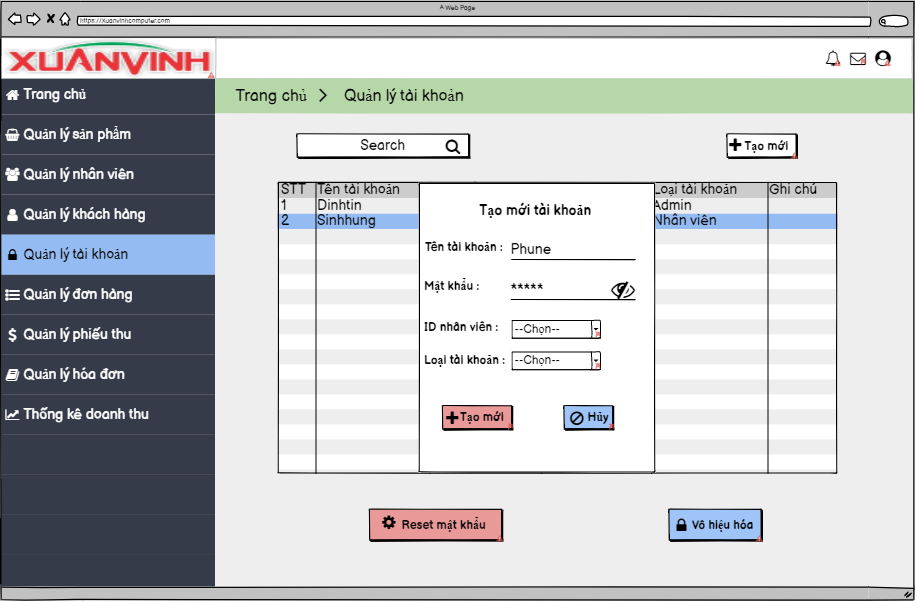 A Web Page
https://xuanvinhcomputer.com
XUANVINH
Trang chủ
Quản lý sản phẩm
Quản lý nhân viên
Quản lý khách hàng
Quản lý tài khoản
Quản lý đơn hàng
Quản lý phiếu thu
Quản lý hóa đơn
Thống kê doanh thu
Trang chủ > Quản lý tài khoản
Search
Tạo mới
STT Tên tài khoản Loại tài khoản Ghi chú
1 Dinhtin Admin
2 Sinhhung Nhân viên
Tạo mới tài khoản
Tên tài khoản : Phune
Mật khẩu : *****
ID nhân viên : --Chọn--
Loại tài khoản : --Chọn--
Tạo mới Hủy
Reset mật khẩu Vô hiệu hóa